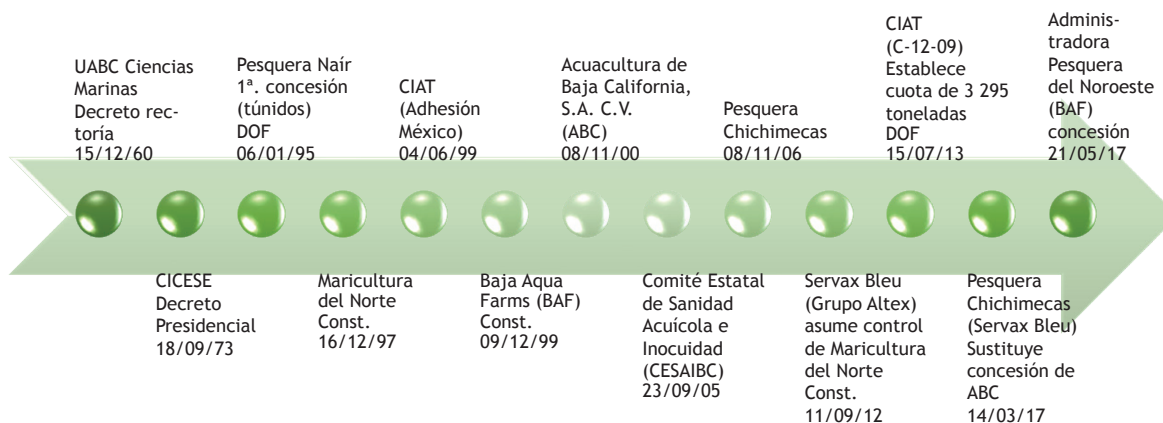 UABC Ciencias
Marinas
Decreto rec-
toría
15/12/60
CICESE
Decreto
Presidencial
18/09/73
Pesquera Naír
1ª. concesión
(túnidos)
DOF
06/01/95
Maricultura
del Norte
Const.
16/12/97
CIAT
(Adhesión
México)
04/06/99
Baja Aqua
Farms (BAF)
Const.
09/12/99
Acuacultura de
Baja California,
S.A. C.V.
(ABC)
08/11/00
Comité Estatal
de Sanidad
Acuícola e
Inocuidad
(CESAIBC)
23/09/05
Pesquera
Chichimecas
08/11/06
Servax Bleu
(Grupo Altex)
asume control
de Maricultura
del Norte
Const.
11/09/12
CIAT
(C-12-09)
Establece
cuota de 3 295
toneladas
DOF
15/07/13
Pesquera
Chichimecas
(Servax Bleu)
Sustituye
concesión de
ABC
14/03/17
Adminis-
tradora
Pesquera
del Noroeste
(BAF)
concesión
21/05/17